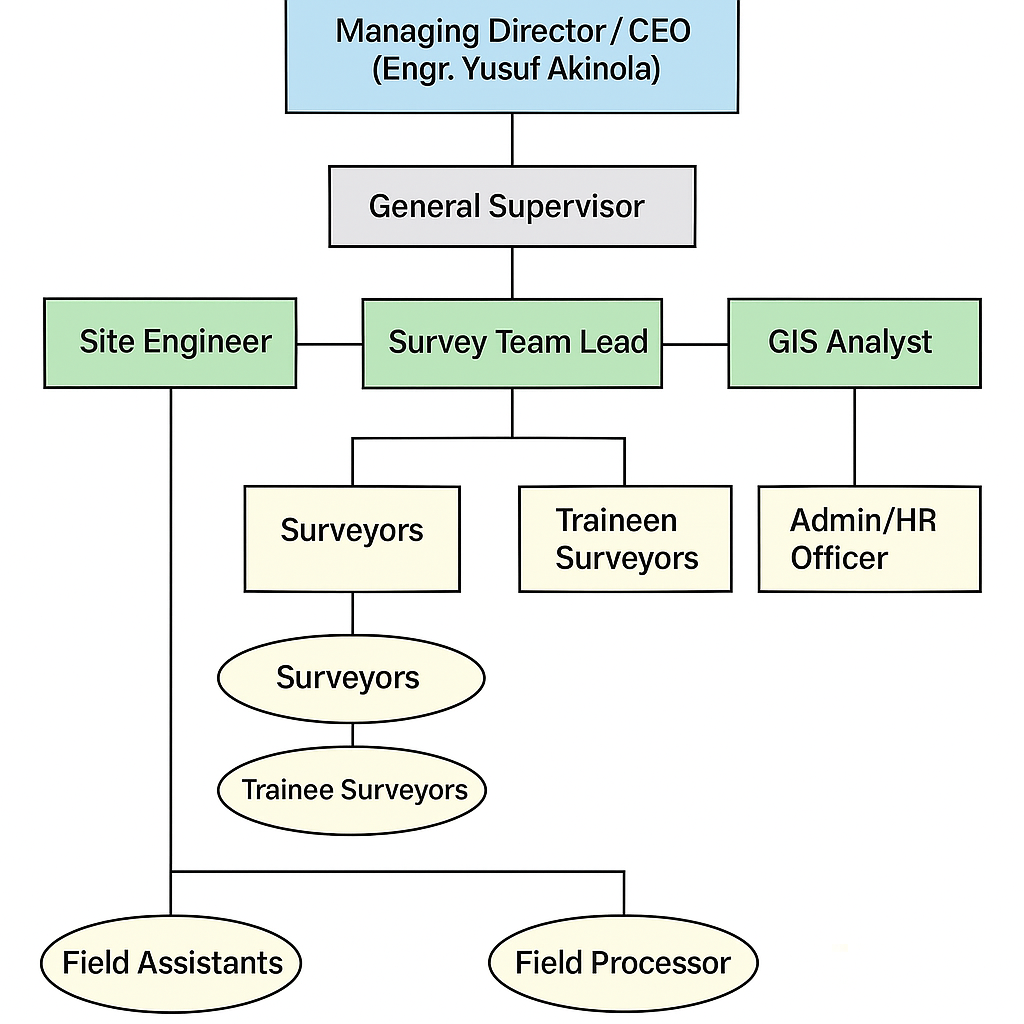 Managing Director / CEO
(Engr. Yusuf Akinola)
General Supervisor
Site Engineer
Survey Team Lead
GIS Analyst
Surveyors
Traineen
Surveyors
Admin/HR
Officer
Surveyors
Trainee Surveyors
Field Assistants
Field Processor